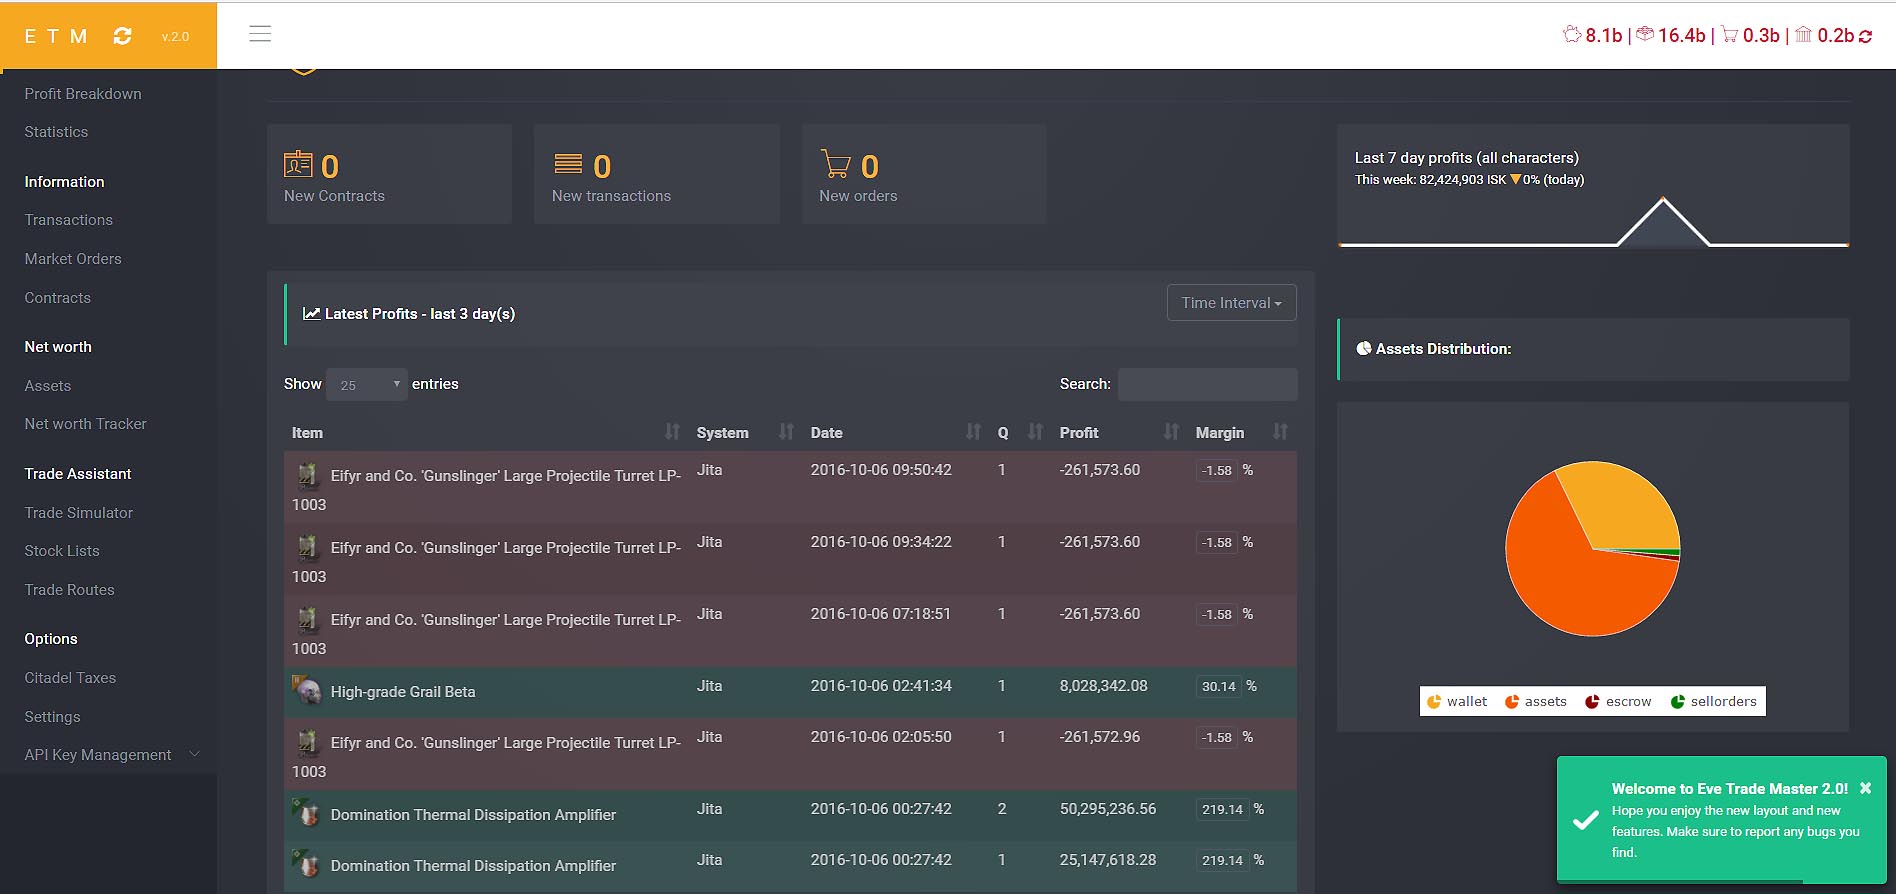 E T M v.2.0
8.1b | 16.4b | 0.3b | 0.2b
Profit Breakdown
Statistics
Information
Transactions
Market Orders
Contracts
Net worth
Assets
Net worth Tracker
Trade Assistant
Trade Simulator
Stock Lists
Trade Routes
Options
Citadel Taxes
Settings
API Key Management
0
New Contracts
0
New transactions
0
New orders
Last 7 day profits (all characters)
This week: 82,424,903 ISK ▼0% (today)
Latest Profits - last 3 day(s)
Time Interval
Show 25 entries
Search:
Item System Date Q Profit Margin
Eifyr and Co. 'Gunslinger' Large Projectile Turret LP- Jita 2016-10-06 09:50:42 1 -261,573.60 -1.58 %
1003
Eifyr and Co. 'Gunslinger' Large Projectile Turret LP- Jita 2016-10-06 09:34:22 1 -261,573.60 -1.58 %
1003
Eifyr and Co. 'Gunslinger' Large Projectile Turret LP- Jita 2016-10-06 07:18:51 1 -261,573.60 -1.58 %
1003
High-grade Grail Beta Jita 2016-10-06 02:41:34 1 8,028,342.08 30.14 %
Eifyr and Co. 'Gunslinger' Large Projectile Turret LP- Jita 2016-10-06 02:05:50 1 -261,572.96 -1.58 %
1003
Domination Thermal Dissipation Amplifier Jita 2016-10-06 00:27:42 2 50,295,236.56 219.14 %
Domination Thermal Dissipation Amplifier Jita 2016-10-06 00:27:42 1 25,147,618.28 219.14 %
Assets Distribution:
wallet assets escrow sellorders
Welcome to Eve Trade Master 2.0! ×
Hope you enjoy the new layout and new
features. Make sure to report any bugs you
find.